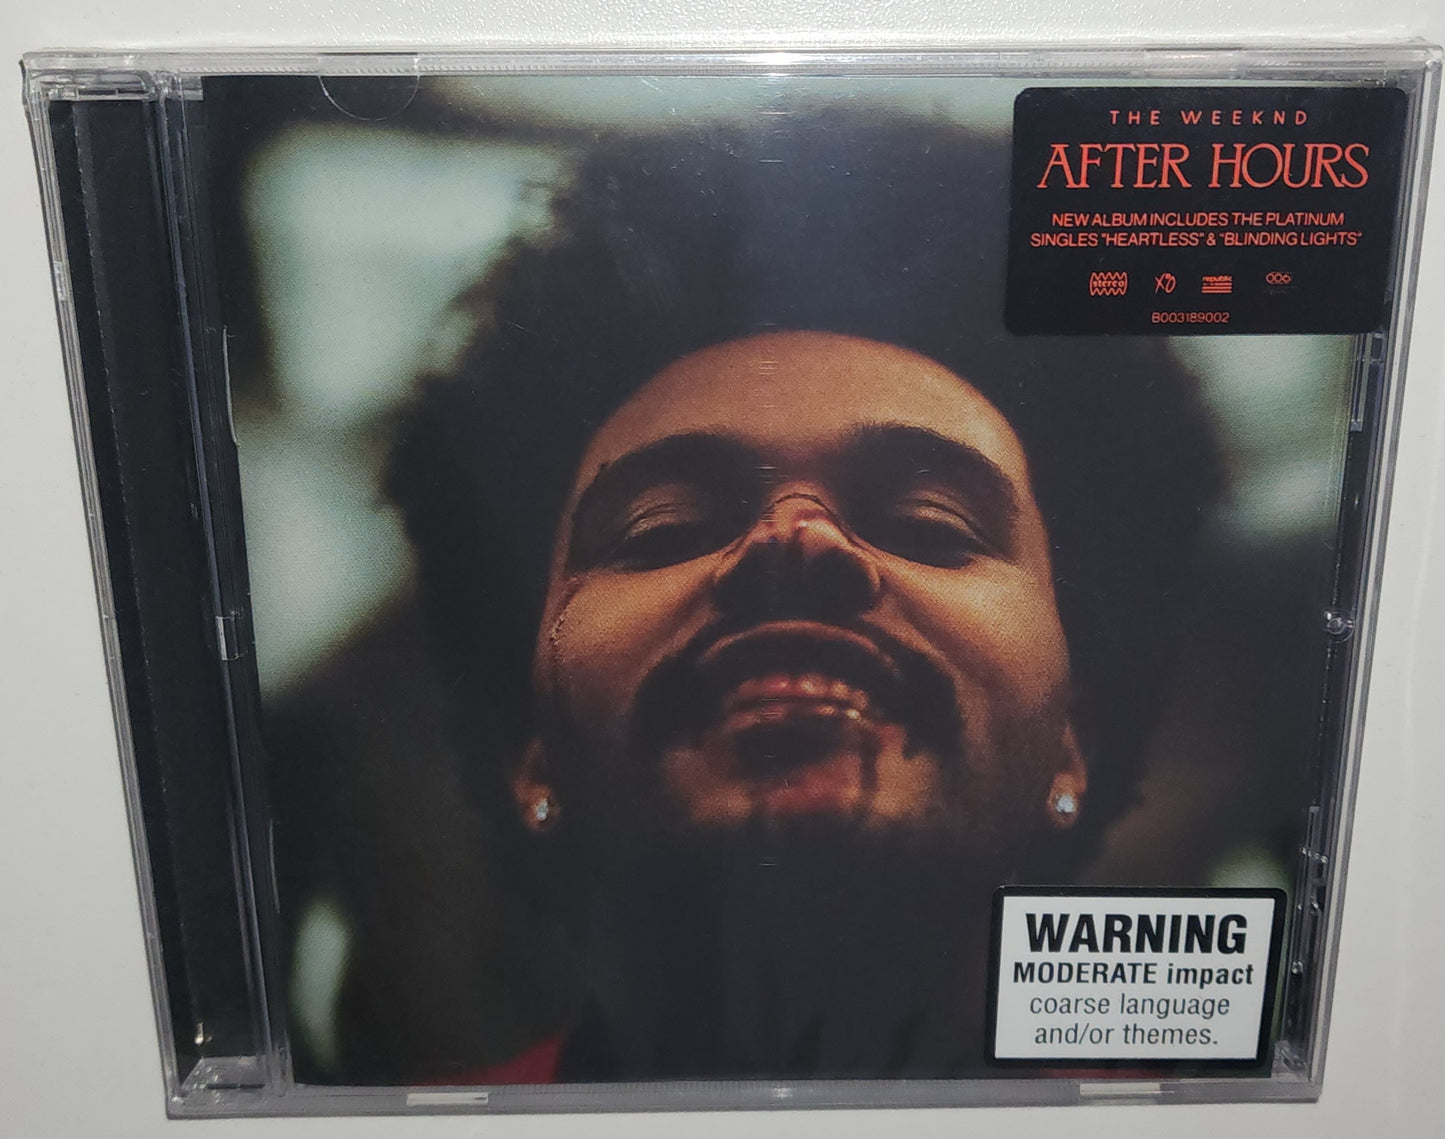 THE WEEKND
AFTER HOURS
NEW ALBUM INCLUDES THE PLATINUM
SINGLES "HEARTLESS" & "BLINDING LIGHTS"
stereo XO republic
B003189002
WARNING
MODERATE impact
coarse language
and/or themes.